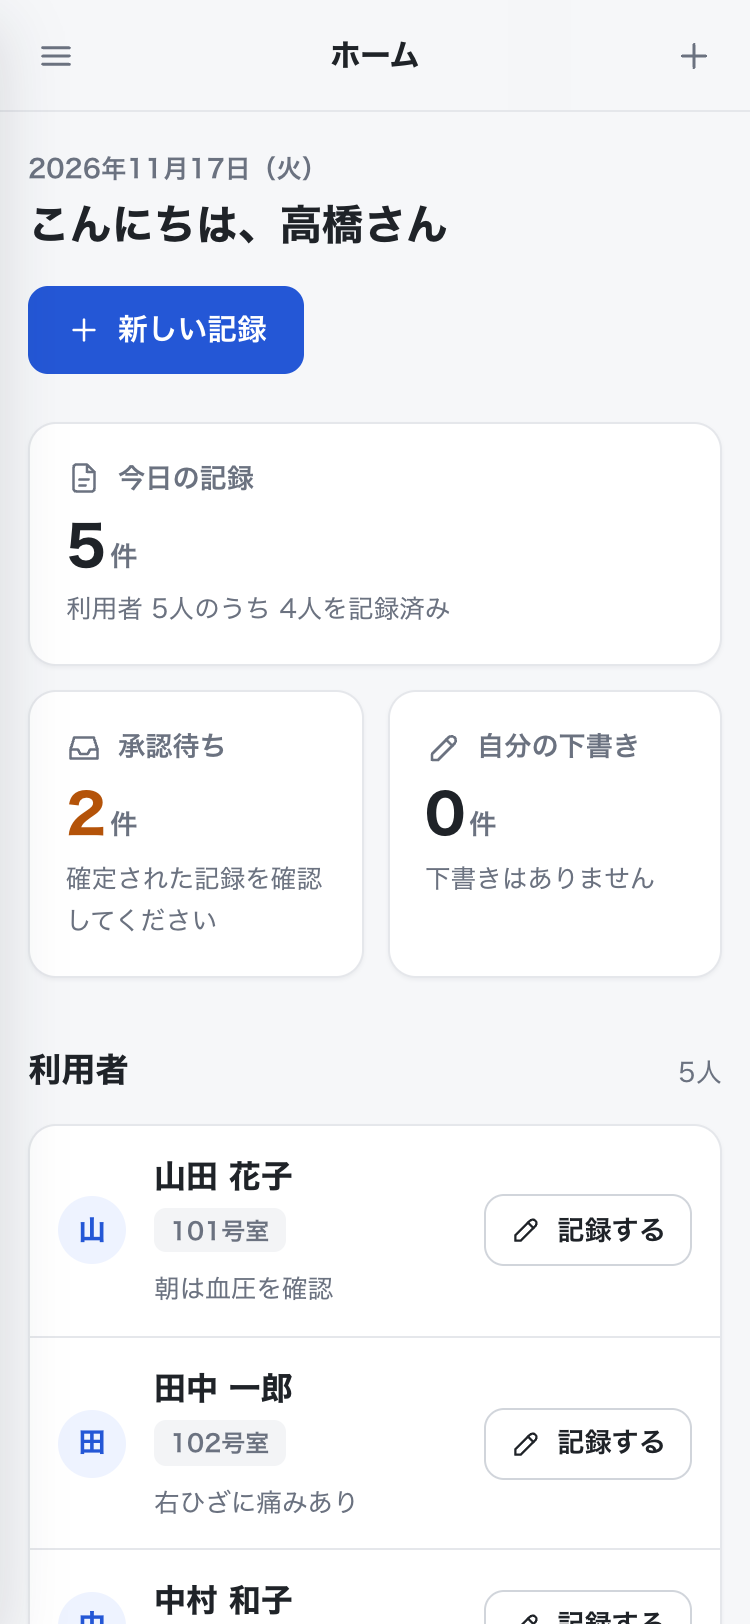 ホーム
2026年11月17日（火）
こんにちは、高橋さん
新しい記録
今日の記録
5件
利用者 5人のうち 4人を記録済み
承認待ち
2件
確定された記録を確認
してください
自分の下書き
0件
下書きはありません
利用者
5人
山
山田 花子
101号室
朝は血圧を確認
記録する
田
田中 一郎
102号室
右ひざに痛みあり
記録する
中
中村 和子
記録する